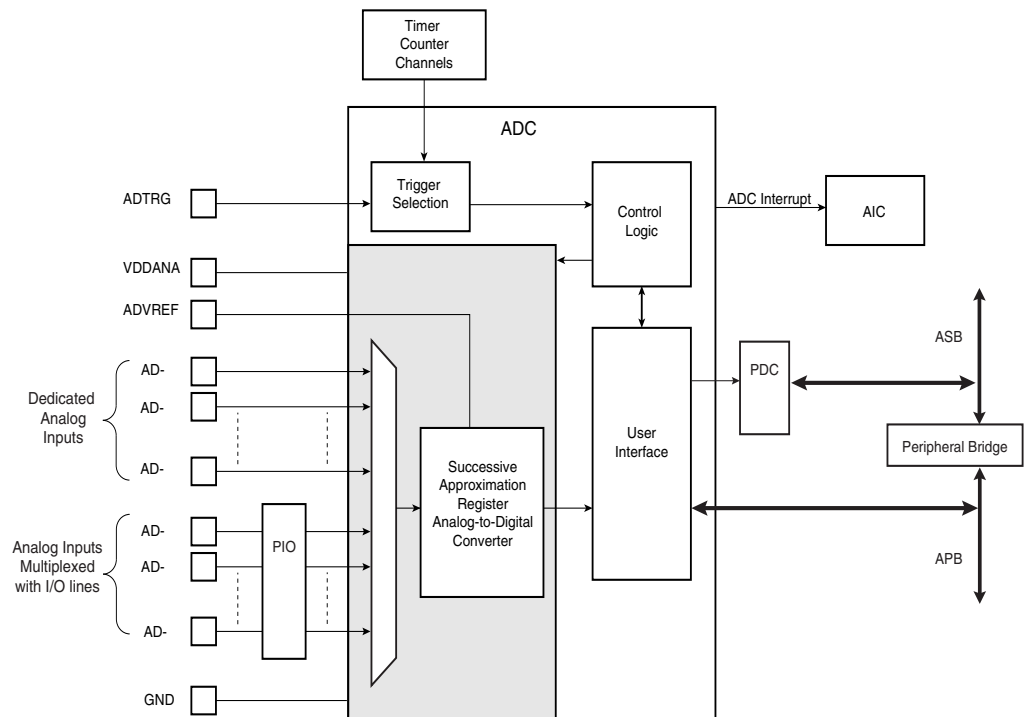 Timer
Counter
Channels
ADC
ADTRG
Trigger
Selection
Control
Logic
ADC Interrupt
AIC
VDDANA
ADVREF
ASB
PDC
AD-
Dedicated
Analog
Inputs
AD-
AD-
User
Interface
Peripheral Bridge
Successive
Approximation
Register
Analog-to-Digital
Converter
AD-
Analog Inputs
Multiplexed
with I/O lines
PIO
AD-
AD-
APB
GND